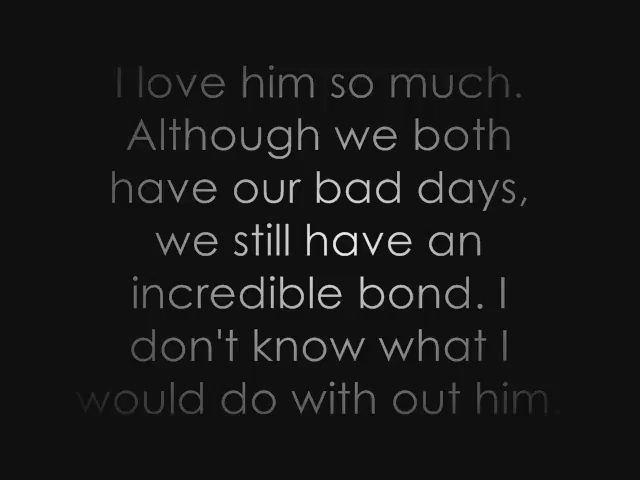 I love him so much.
Although we both
have our bad days,
we still have an
incredible bond. I
don't know what I
would do with out him.